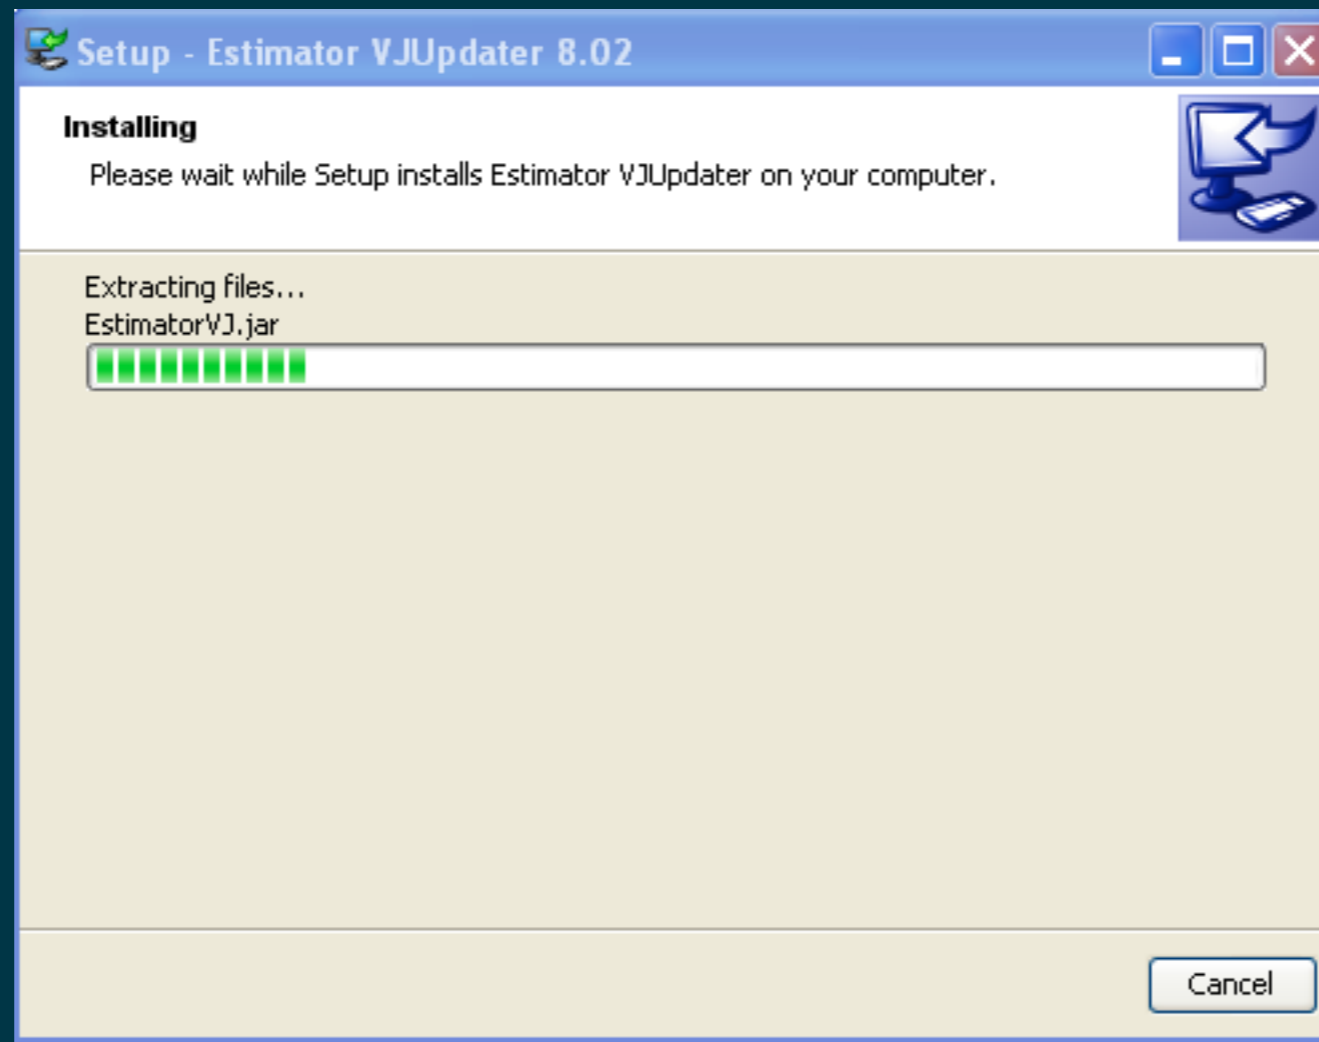 Setup - Estimator VJUpdater 8.02
Installing
Please wait while Setup installs Estimator VJUpdater on your computer.
Extracting files...
EstimatorVJ.jar
Cancel